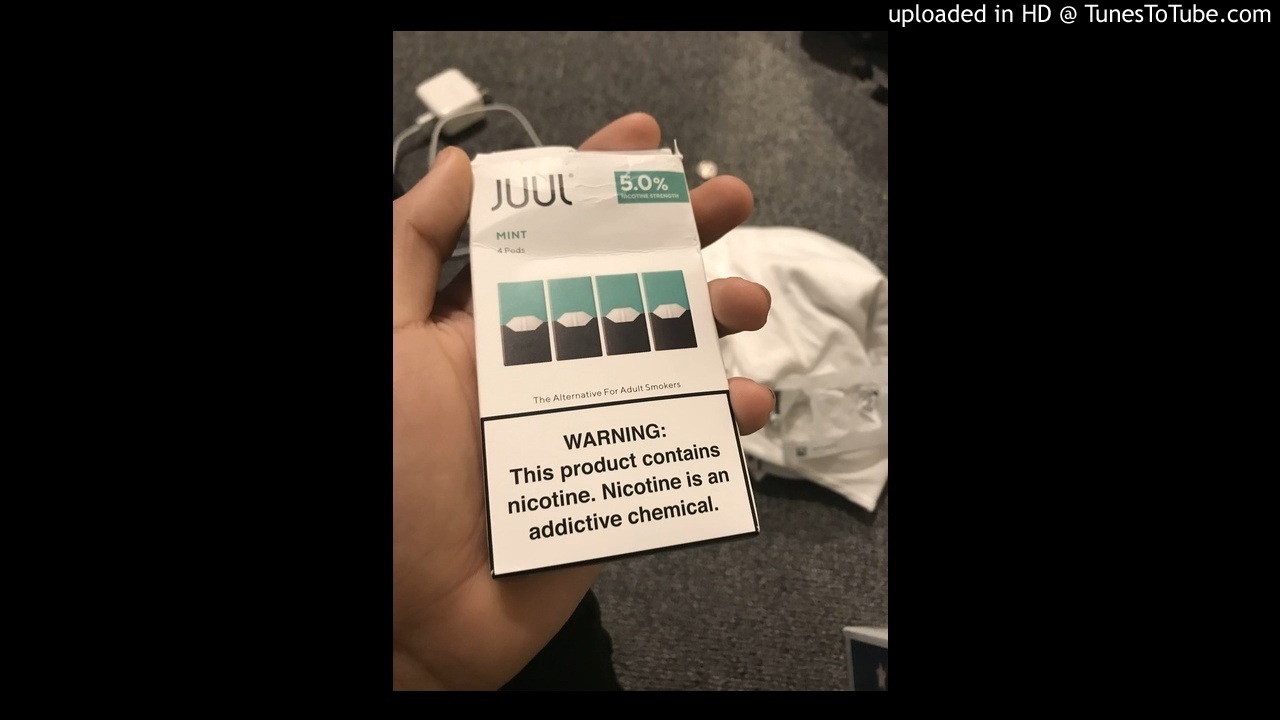 uploaded in HD @ TunesToTube.com
JUUL
5.0%
NICOTINE STRENGTH
MINT
4 Pods
The Alternative For Adult Smokers
WARNING:
This product contains
nicotine. Nicotine is an
addictive chemical.